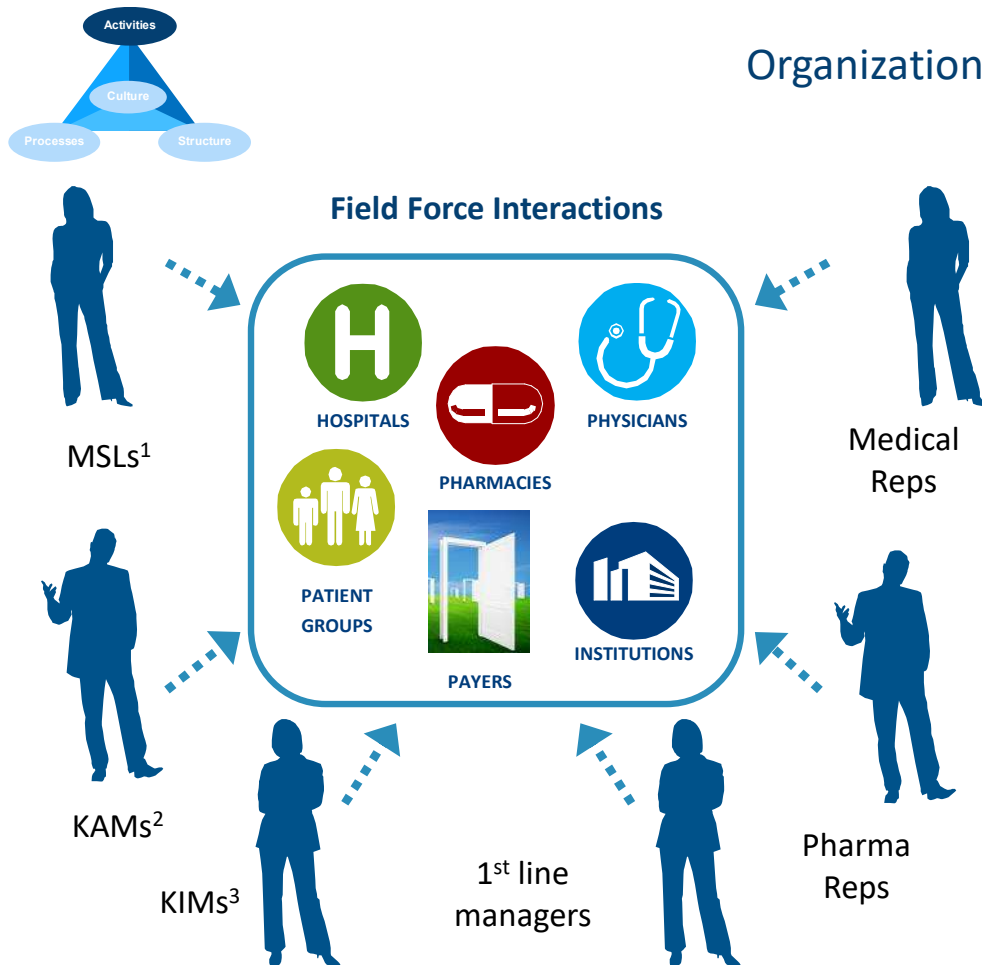 Activities
Culture
Processes
Structure
Organization
Field Force Interactions
HOSPITALS
PHYSICIANS
PHARMACIES
PATIENT
GROUPS
INSTITUTIONS
PAYERS
MSLs¹
Medical
Reps
KAMs²
Pharma
Reps
KIMs³
1st line
managers